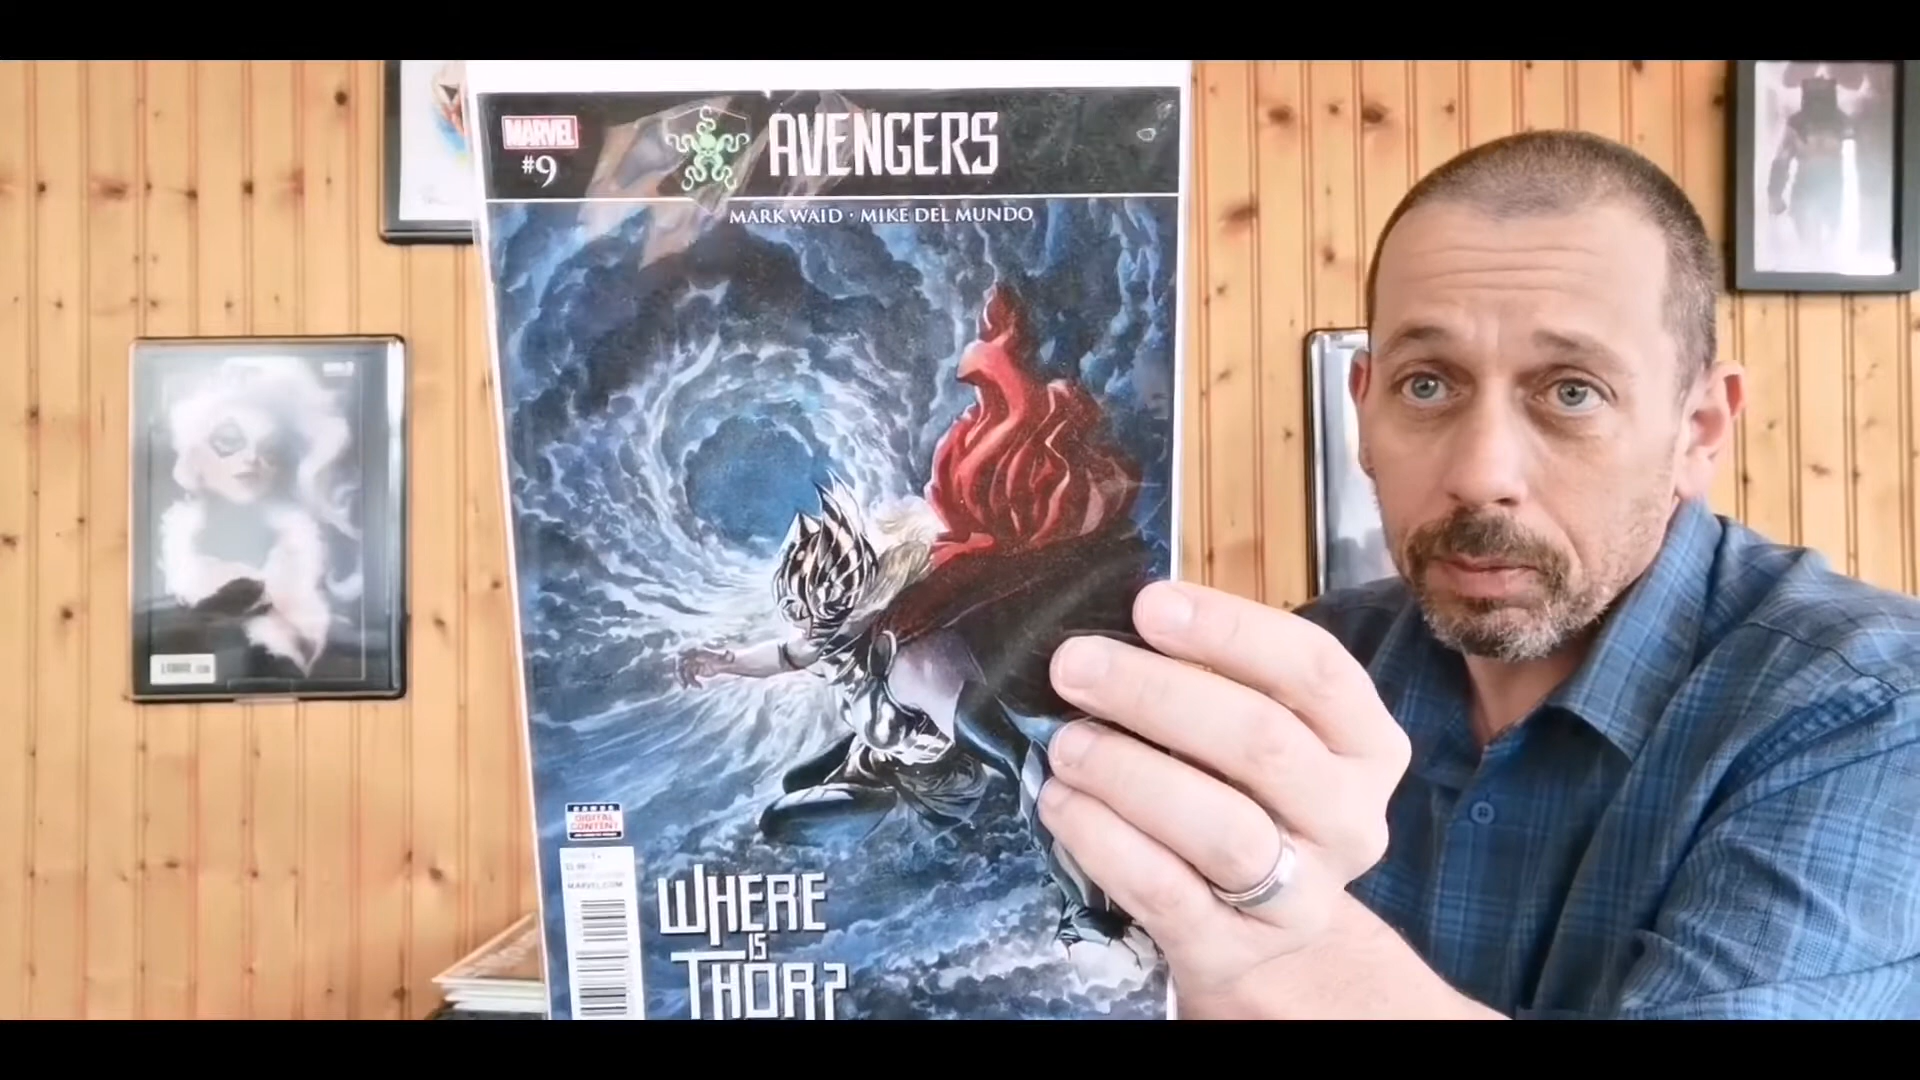 MARVEL
#9
AVENGERS
MARK WAID · MIKE DEL MUNDO
DIGITAL
CONTENT
MARVEL.COM
WHERE
IS
THOR?